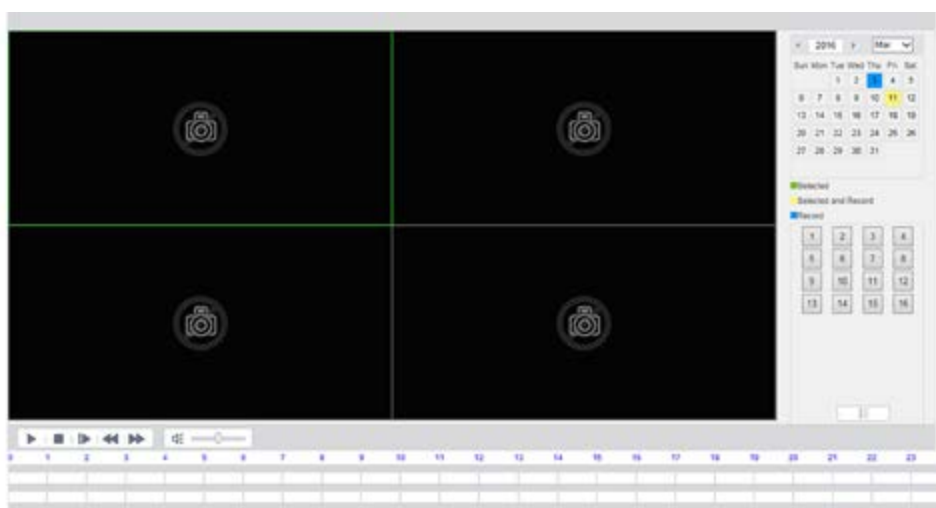 2016 Mar
Sun Mon Tue Wed Thu Fri Sat
1 2 3 4 5
6 7 8 9 10 11 12
13 14 15 16 17 18 19
20 21 22 23 24 25 26
27 28 29 30 31
Selected
Selected and Record
Record
1 2 3 4
5 6 7 8
9 10 11 12
13 14 15 16
0 1 2 3 4 5 6 7 8 9 10 11 12 13 14 15 16 17 18 19 20 21 22 23